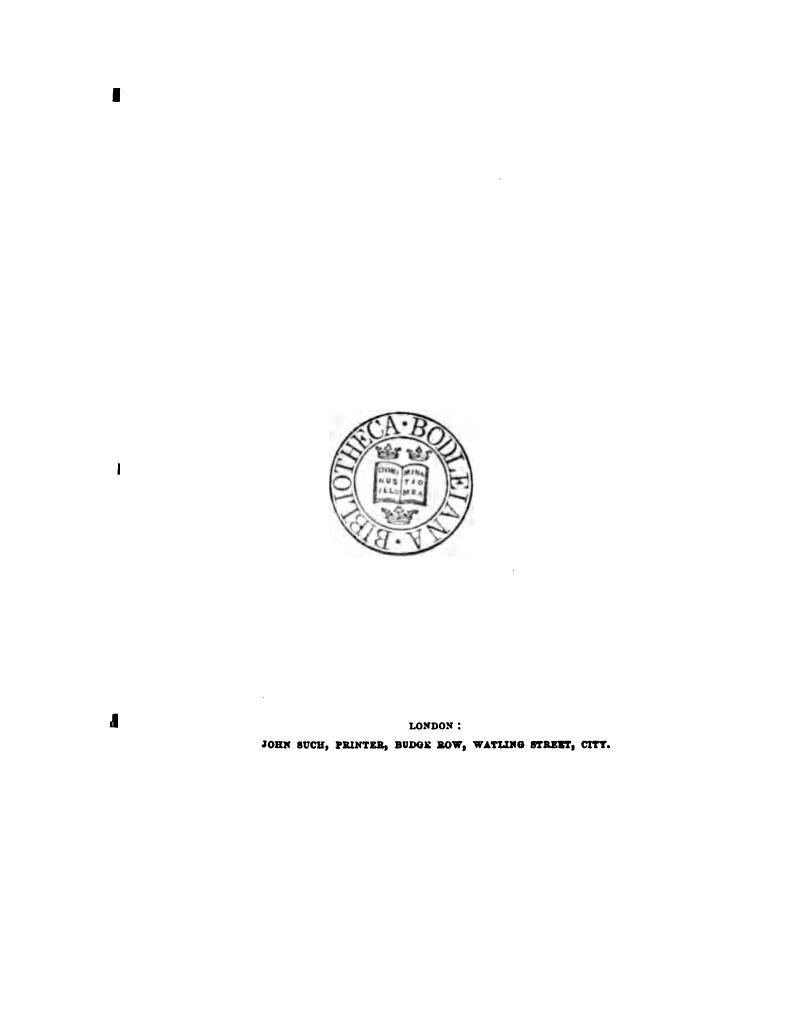 BIBLIOTHECA · BODLEIANA ·
DOMI MINA
NUS TIO
ILLU MEA
LONDON :
JOHN SUCH, PRINTER, BUDGE ROW, WATLING STREET, CITY.